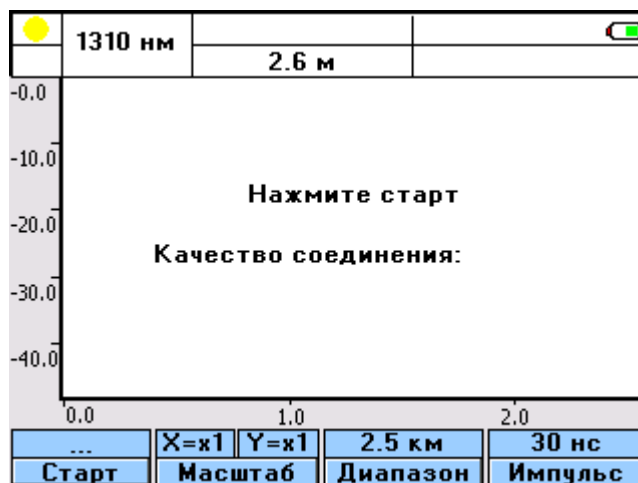 1310 нм
2.6 м
-0.0
-10.0
-20.0
-30.0
-40.0
Нажмите старт
Качество соединения:
0.0 1.0 2.0
... X=x1 Y=x1 2.5 км 30 нс
Старт Масштаб Диапазон Импульс